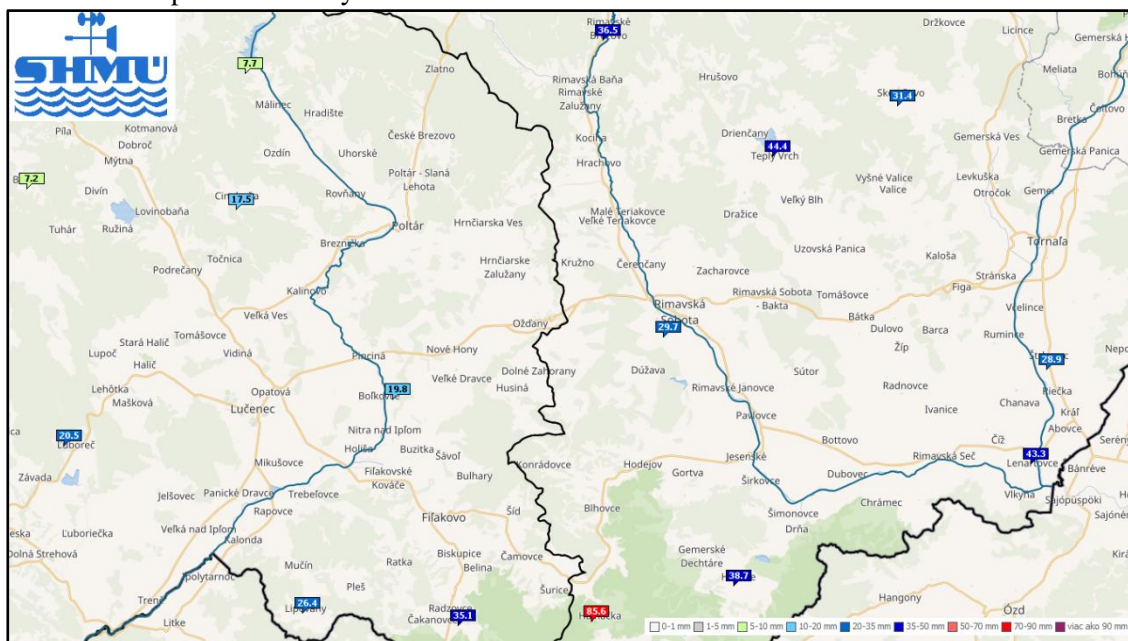 SHMÚ
Rimavské
36.5
Držkovce
Licince
Gemerská H
7.7
Zlatno
Meliata
Rimavská Baňa
Hrušovo
Rimavské
Zalužany
31.4
Málinec
Hradište
Píla
Kotmanová
Dobroč
České Brezovo
Kociha
Drienčany
Gemerská Ves
Bretka
Čoltovo
44.4
Teplý Vrch
Mýtna
Ozdín
Uhorské
Hrachovo
Gemerská Panica
7.2
Poltár - Slaná
Lehota
Vyšné Valice
Valice
Levkuška
Otročok
Gemer
Divín
Rovňany
17.5
Veľký Blh
Lovinobaňa
Malé Teriakovce
Veľké Teriakovce
Dražice
Tuhár
Ružiná
Poltár
Hrnčiarska Ves
Breznička
Uzovská Panica
Tornaľa
Točnica
Hrnčiarske
Zalužany
Kružno
Čerenčany
Zacharovce
Kaloša
Podrečany
Stránska
Kalinovo
Rimavská Sobota
- Bakta
Tomášovce
Figa
Rimavská
Sobota
Včelince
Veľká Ves
Ožďany
Bátka
29.7
Dulovo
Barca
Rumince
Tomášovce
Stará Halič
Lupoč
Halič
Vidiná
Pinciná
Nové Hony
Žíp
Nepo
28.9
Dolné Zahorany
Husiná
Dúžava
Sútor
Lehôtka
Mašková
Opatová
Veľké Dravce
19.8
Boľkovce
Rimavské Janovce
Radnovce
Riečka
Lučenec
Ivanice
Chanava
Kráľ
Pavlovce
Abovce
20.5
Ľuboreč
Nitra nad Ipľom
Holiša
Buzitka
Šávoľ
Bottovo
Číž
43.3
Lenartovce
Mikušovce
Konrádovce
Hodejov
Gortva
Jesenské
Rimavská Seč
Bánréve
Závada
Fiľakovské
Kováče
Bulhary
Širkovce
Dubovec
Jelšovec
Panické Dravce
Trebeľovce
Blhovce
Chrámec
Vlkyňa
Sajópüspöki
Rapovce
Šimonovce
Drňa
Ľuboriečka
Veľká nad Ipľom
Fiľakovo
Šíd
Dolná Strehová
Kalonda
Biskupice
Belina
Čamovce
Gemerské
Dechtáre
Ratka
Mučín
Ipolytarnóc
Pleš
Šurice
38.7
Trenč
26.4
Radzovce
Čakanovce
35.1
85.6
Hangony
Ózd
Litke
0-1 mm 1-5 mm 5-10 mm 10-20 mm 20-35 mm 35-50 mm 50-70 mm 70-90 mm viac ako 90 mm